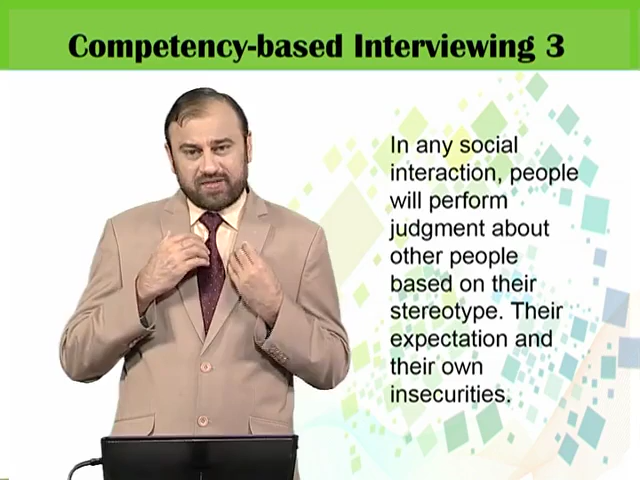 Competency-based Interviewing 3
In any social
interaction, people
will perform
judgment about
other people
based on their
stereotype. Their
expectation and
their own
insecurities.